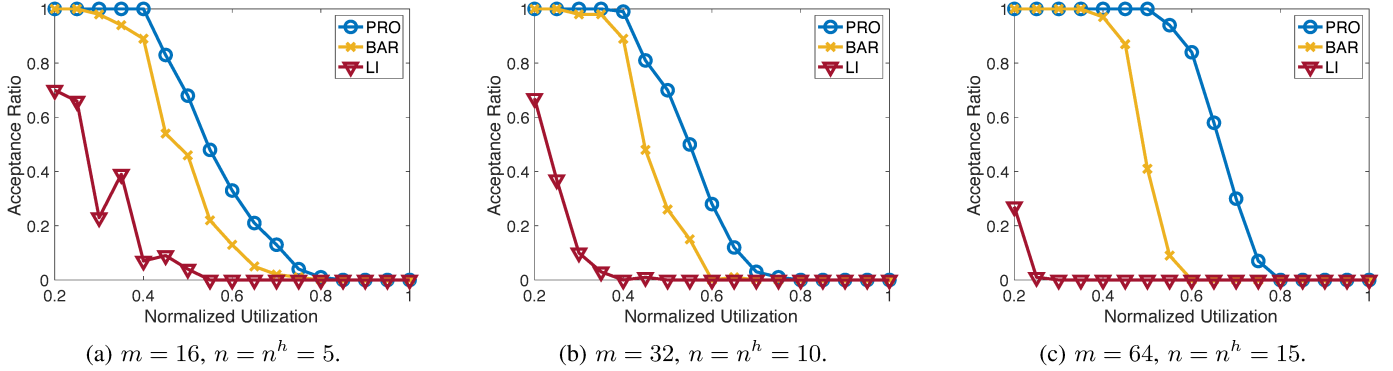 1
0.8
0.6
0.4
0.2
0
0.2 0.4 0.6 0.8 1
Acceptance Ratio
Normalized Utilization
PRO
BAR
LI
(a) m = 16, n = nʰ = 5.
1
0.8
0.6
0.4
0.2
0
0.2 0.4 0.6 0.8 1
Acceptance Ratio
Normalized Utilization
PRO
BAR
LI
(b) m = 32, n = nʰ = 10.
1
0.8
0.6
0.4
0.2
0
0.2 0.4 0.6 0.8 1
Acceptance Ratio
Normalized Utilization
PRO
BAR
LI
(c) m = 64, n = nʰ = 15.